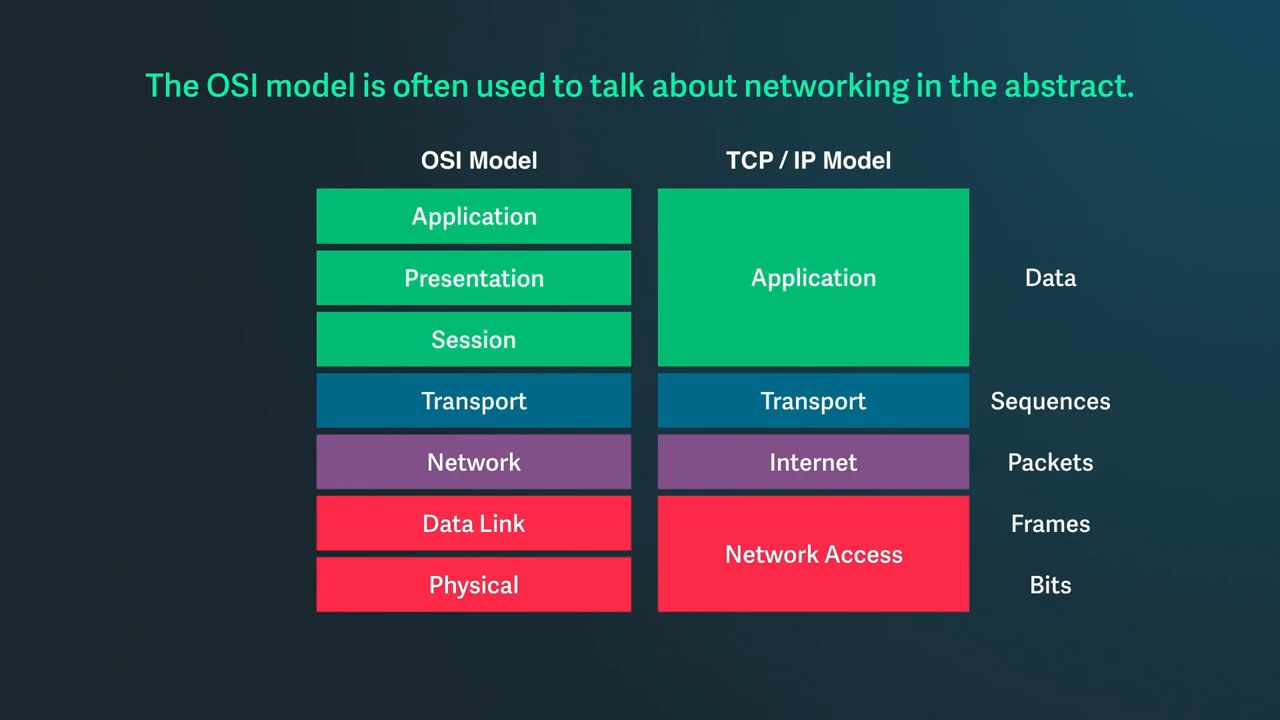 The OSI model is often used to talk about networking in the abstract.
OSI Model
TCP / IP Model
Application
Presentation
Session
Application
Data
Transport
Transport
Sequences
Network
Internet
Packets
Data Link
Physical
Network Access
Frames
Bits